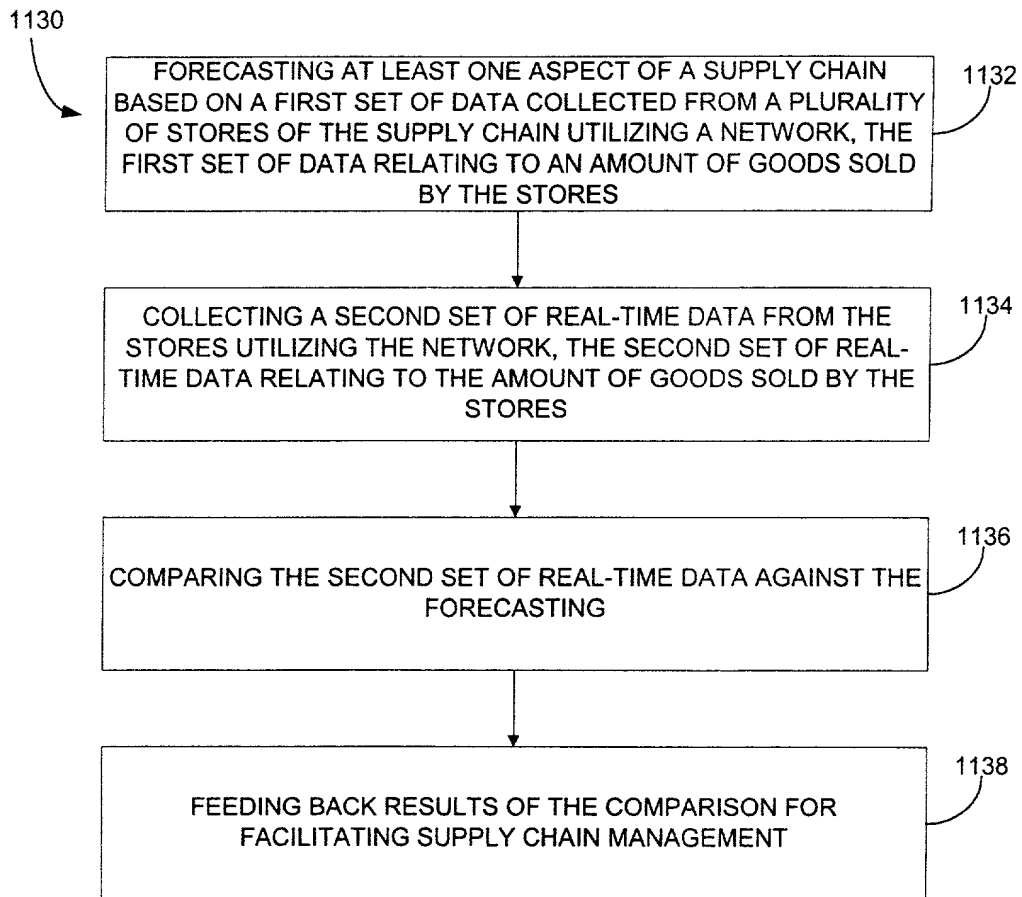 1130
FORECASTING AT LEAST ONE ASPECT OF A SUPPLY CHAIN
BASED ON A FIRST SET OF DATA COLLECTED FROM A PLURALITY
OF STORES OF THE SUPPLY CHAIN UTILIZING A NETWORK, THE
FIRST SET OF DATA RELATING TO AN AMOUNT OF GOODS SOLD
BY THE STORES
1132
COLLECTING A SECOND SET OF REAL-TIME DATA FROM THE
STORES UTILIZING THE NETWORK, THE SECOND SET OF REAL-
TIME DATA RELATING TO THE AMOUNT OF GOODS SOLD BY THE
STORES
1134
COMPARING THE SECOND SET OF REAL-TIME DATA AGAINST THE
FORECASTING
1136
FEEDING BACK RESULTS OF THE COMPARISON FOR
FACILITATING SUPPLY CHAIN MANAGEMENT
1138